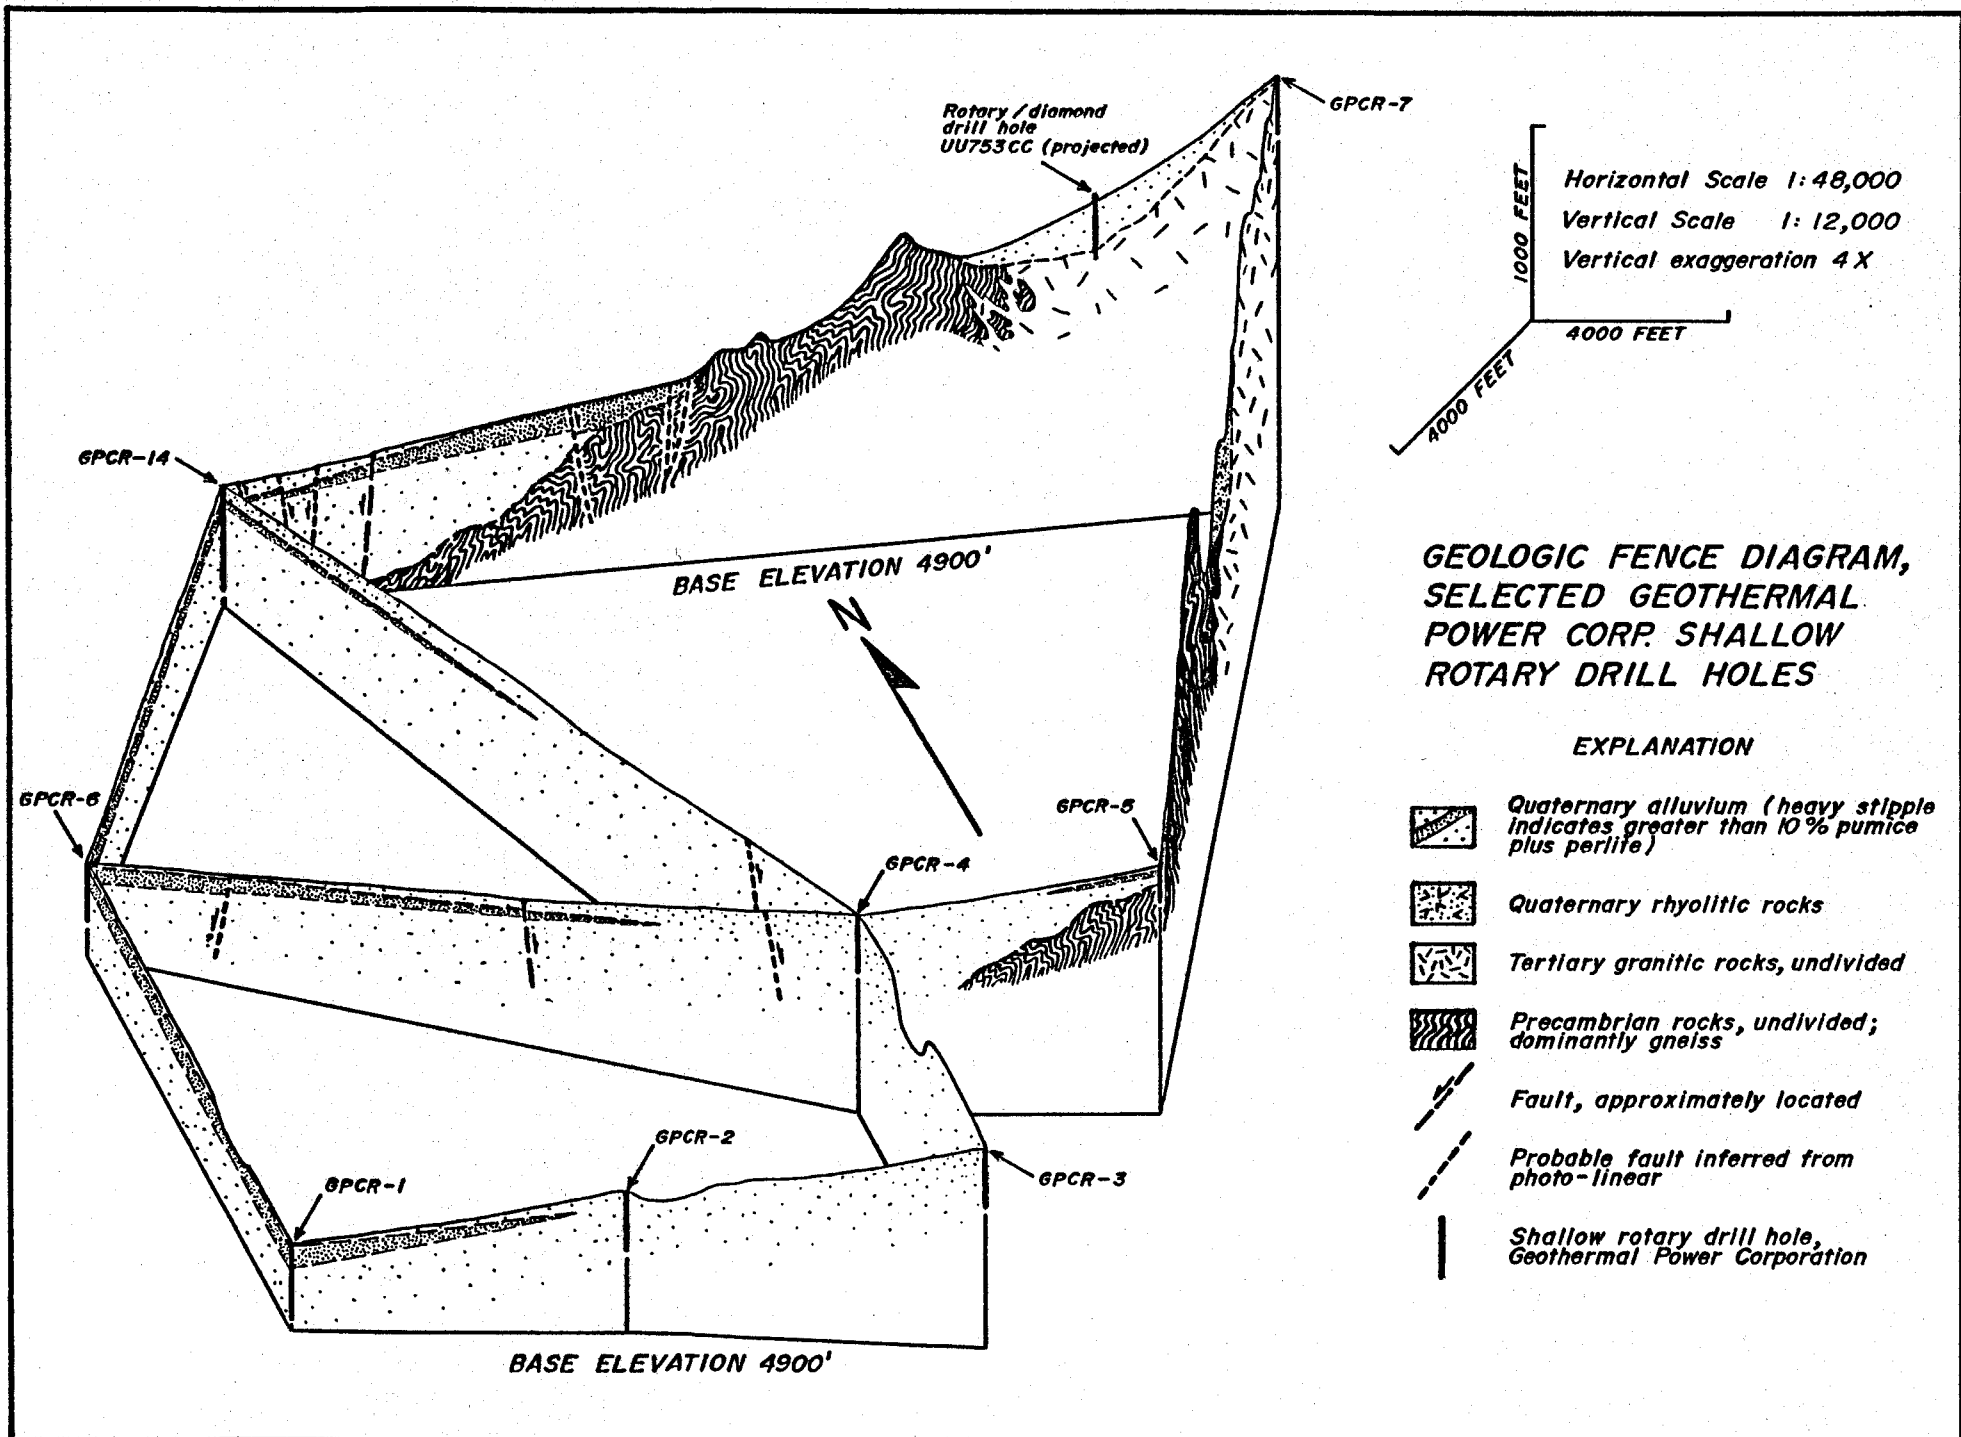 Rotary/diamond
drill hole
UU753CC (projected)
GPCR-7
1000 FEET
Horizontal Scale 1:48,000
Vertical Scale 1:12,000
Vertical exaggeration 4X
4000 FEET
4000 FEET
GPCR-14
BASE ELEVATION 4900'
N
GEOLOGIC FENCE DIAGRAM,
SELECTED GEOTHERMAL
POWER CORP. SHALLOW
ROTARY DRILL HOLES
EXPLANATION
GPCR-6
GPCR-5
GPCR-4
Quaternary alluvium (heavy stipple
indicates greater than 10% pumice
plus perlite)
Quaternary rhyolitic rocks
Tertiary granitic rocks, undivided
Precambrian rocks, undivided;
dominantly gneiss
Fault, approximately located
Probable fault inferred from
photo-linear
Shallow rotary drill hole,
Geothermal Power Corporation
GPCR-2
GPCR-1
GPCR-3
BASE ELEVATION 4900'